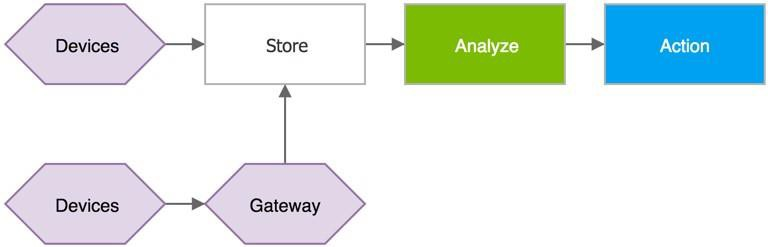 Devices
Store
Analyze
Action
Devices
Gateway